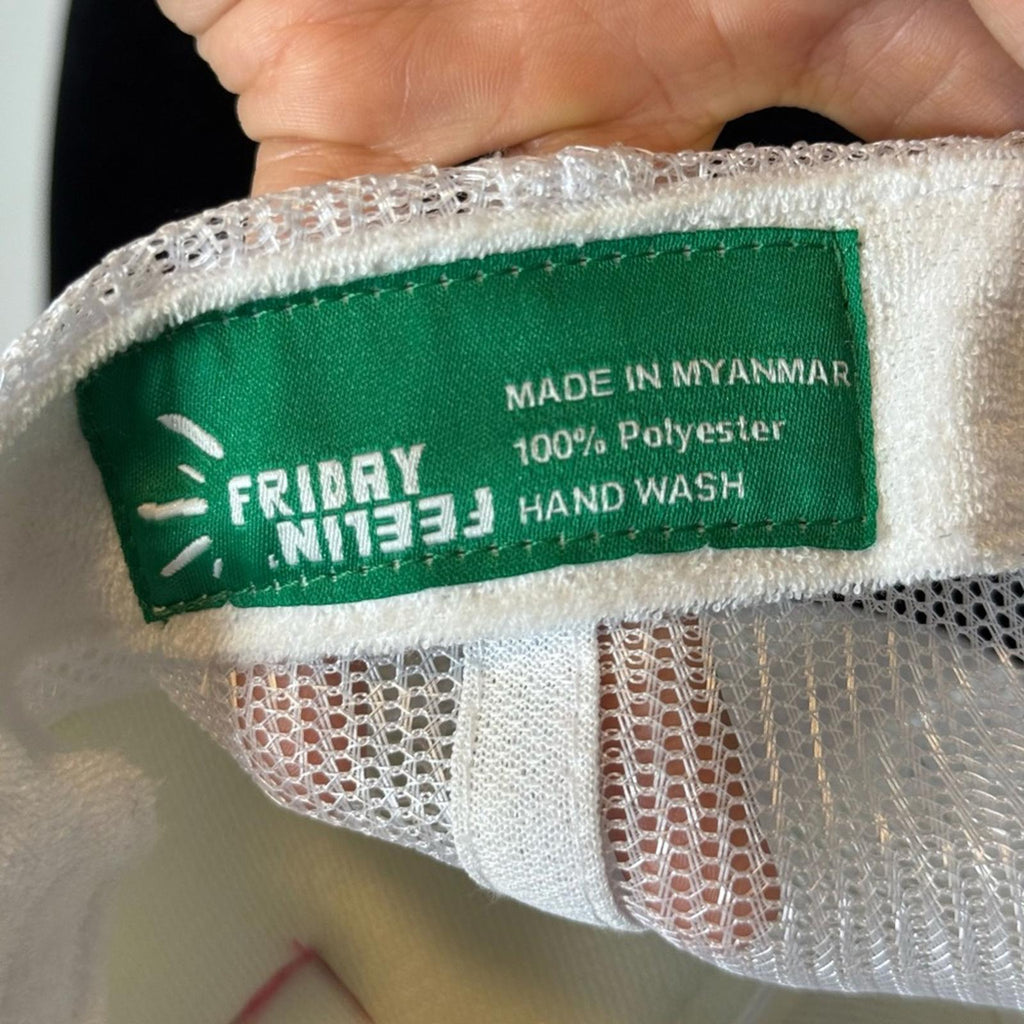 FRIDAY
FEELIN'
MADE IN MYANMAR
100% Polyester
HAND WASH